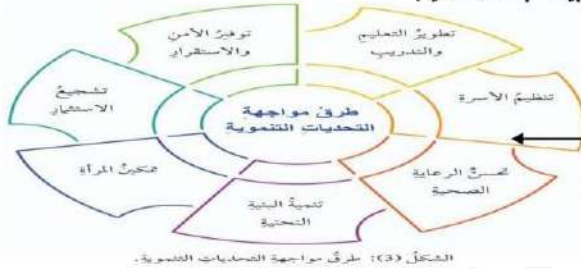 توفيرُ الأمنِ
والاستقرارِ
تطويرُ التعليمِ
والتدريبِ
تشجيعُ
الاستثمارِ
تنظيمُ الأسرةِ
طرقُ مواجهةِ
التحدياتِ التنمويةِ
تمكينُ المرأةِ
تحسنُ الرعايةِ
الصحيةِ
تنميةُ البنيةِ
التحتيةِ
الشكلُ (3): طرقُ مواجهةِ التحدياتِ التنمويةِ.